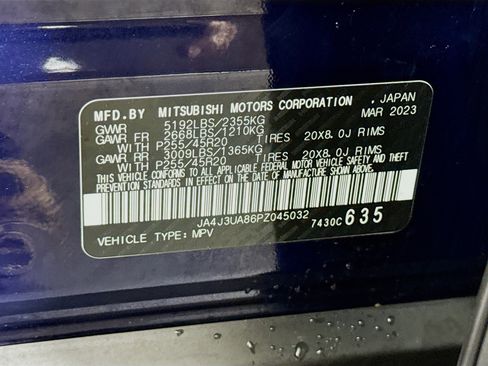 MFD.BY MITSUBISHI MOTORS CORPORATION , JAPAN
GVWR 5192LBS/2355KG MAR 2023
GAWR FR 2668LBS/1210KG
WITH P255/45R20 TIRES 20X8.0J RIMS
GAWR RR 3009LBS/1365KG
WITH P255/45R20 TIRES 20X8.0J RIMS
THIS VEHICLE CONFORMS TO ALL APPLICABLE FEDERAL MOTOR VEHICLE SAFETY AND THEFT
PREVENTION STANDARDS IN EFFECT ON THE DATE OF MANUFACTURE SHOWN ABOVE.
JA4J3UA86PZ045032 7430C635
VEHICLE TYPE: MPV